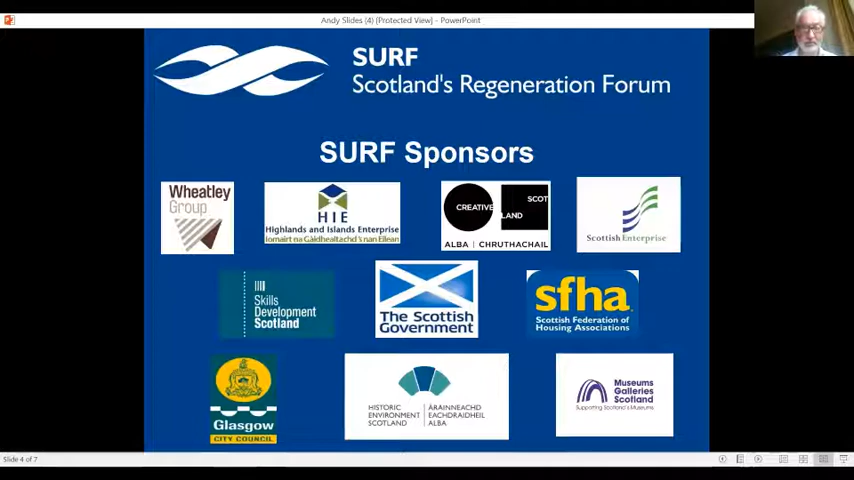 Andy Slides (4) [Protected View] - PowerPoint
SURF
Scotland's Regeneration Forum
SURF Sponsors
Wheatley
Group
HIE
Highlands and Islands Enterprise
Iomairt na Gàidhealtachd 's nan Eilean
CREATIVE
SCOT
LAND
ALBA | CHRUTHACHAIL
Scottish Enterprise
Skills
Development
Scotland
The Scottish
Government
sfha
Scottish Federation of
Housing Associations
Glasgow
CITY COUNCIL
HISTORIC
ENVIRONMENT
SCOTLAND
ÀRAINNEACHD
EACHDRAIDHEIL
ALBA
Museums
Galleries
Scotland
Supporting Scotland's Museums
Slide 4 of 7